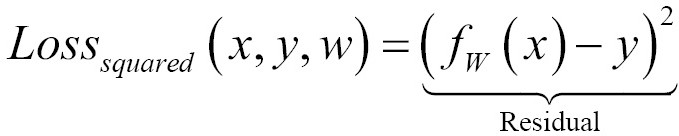 Loss_squared (x, y, w) = (f_W (x) − y)^2
Residual